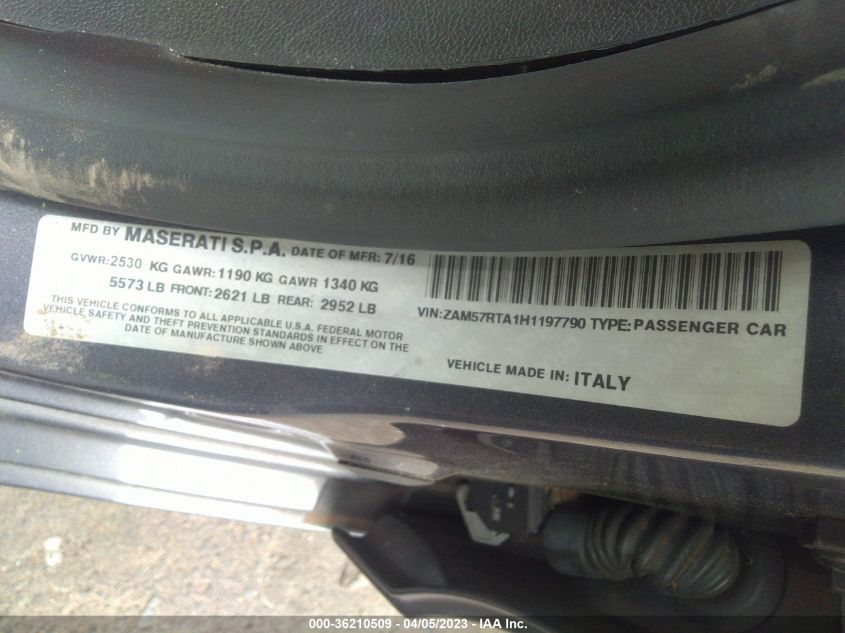 MFD BY MASERATI S.P.A. DATE OF MFR: 7/16
GVWR:2530 KG GAWR:1190 KG GAWR 1340 KG
5573 LB FRONT:2621 LB REAR: 2952 LB
THIS VEHICLE CONFORMS TO ALL APPLICABLE U.S.A. FEDERAL MOTOR
VEHICLE SAFETY AND THEFT PREVENTION STANDARDS IN EFFECT ON THE
DATE OF MANUFACTURE SHOWN ABOVE
VIN:ZAM57RTA1H1197790 TYPE:PASSENGER CAR
VEHICLE MADE IN: ITALY
000-36210509 - 04/05/2023 - IAA Inc.